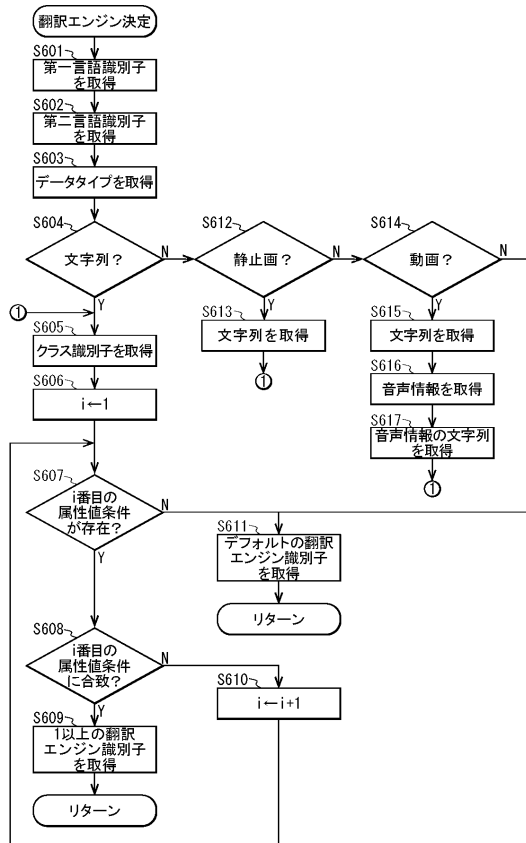 翻訳エンジン決定
S601
第一言語識別子
を取得
S602
第二言語識別子
を取得
S603
データタイプを取得
S604
文字列？
N
Y
S612
静止画？
N
Y
S614
動画？
N
Y
①
S605
クラス識別子を取得
S613
文字列を取得
①
S615
文字列を取得
S606
i←1
S616
音声情報を取得
S617
音声情報の文字列
を取得
①
S607
i番目の
属性値条件
が存在？
N
Y
S611
デフォルトの翻訳
エンジン識別子
を取得
リターン
S608
i番目の
属性値条件
に合致？
N
Y
S610
i←i+1
S609
1以上の翻訳
エンジン識別子
を取得
リターン